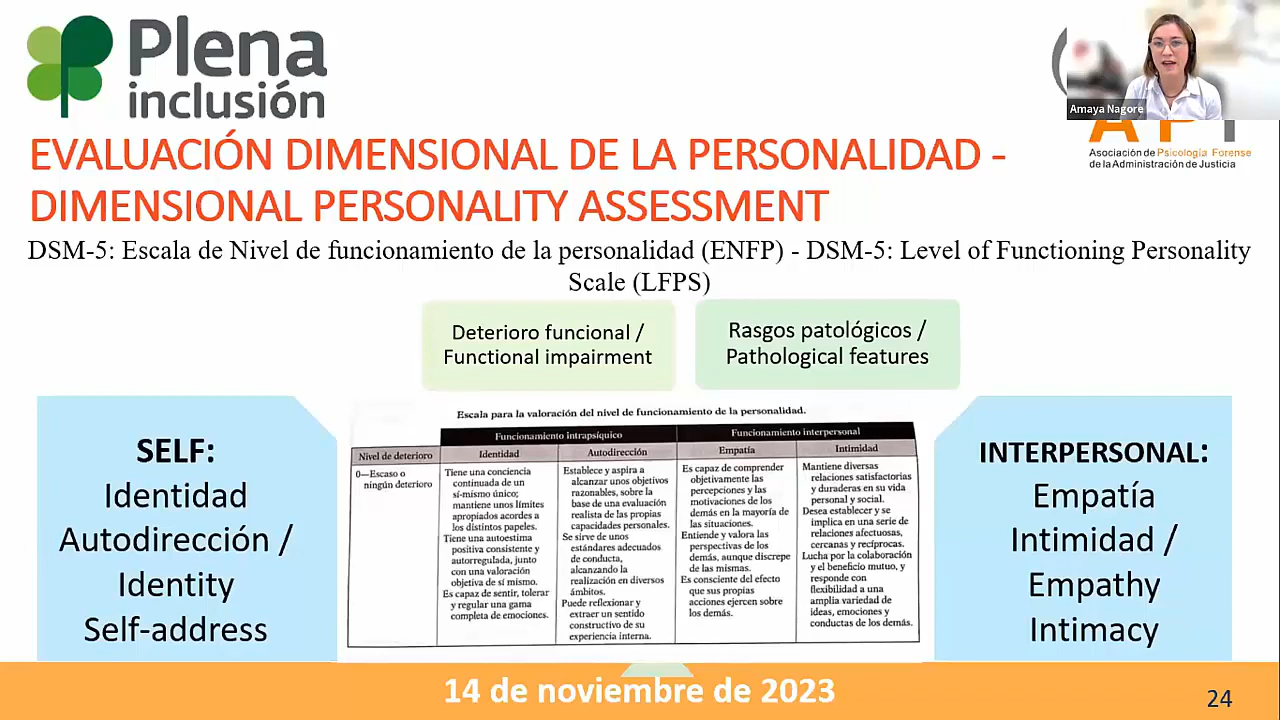 Plena
inclusión
Amaya Nagore
Asociación de Psicología Forense
de la Administración de Justicia
EVALUACIÓN DIMENSIONAL DE LA PERSONALIDAD -
DIMENSIONAL PERSONALITY ASSESSMENT
DSM-5: Escala de Nivel de funcionamiento de la personalidad (ENFP) - DSM-5: Level of Functioning Personality
Scale (LFPS)
Deterioro funcional /
Functional impairment
Rasgos patológicos /
Pathological features
SELF:
Identidad
Autodirección /
Identity
Self-address
Escala para la valoración del nivel de funcionamiento de la personalidad.
Funcionamiento intrapsíquico
Funcionamiento interpersonal
Nivel de deterioro
Identidad
Autodirección
Empatía
Intimidad
0—Escaso o
ningún deterioro
Tiene una conciencia
continuada de un
sí-mismo único;
mantiene unos límites
apropiados acordes a
los distintos papeles.
Tiene una autoestima
positiva consistente y
autorregulada, junto
con una valoración
objetiva de sí mismo.
Es capaz de sentir, tolerar
y regular una gama
completa de emociones.
Establece y aspira a
alcanzar unos objetivos
razonables, sobre la
base de una evaluación
realista de las propias
capacidades personales.
Se sirve de unos
estándares adecuados
de conducta,
alcanzando la
realización en diversos
ámbitos.
Puede reflexionar y
extraer un sentido
constructivo de su
experiencia interna.
Es capaz de comprender
objetivamente las
percepciones y las
motivaciones de los
demás en la mayoría de
las situaciones.
Entiende y valora las
perspectivas de los
demás, aunque discrepe
de las mismas.
Es consciente del efecto
que sus propias
acciones ejercen sobre
los demás.
Mantiene diversas
relaciones satisfactorias
y duraderas en su vida
personal y social.
Desea establecer y se
implica en una serie de
relaciones afectuosas,
cercanas y recíprocas.
Lucha por la colaboración
y el beneficio mutuo, y
responde con
flexibilidad a una
amplia variedad de
ideas, emociones y
conductas de los demás.
INTERPERSONAL:
Empatía
Intimidad /
Empathy
Intimacy
14 de noviembre de 2023
24